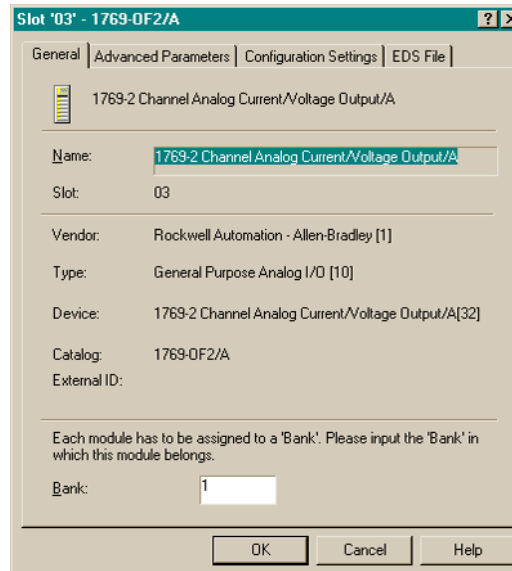 Slot '03' - 1769-OF2/A
General
Advanced Parameters
Configuration Settings
EDS File
1769-2 Channel Analog Current/Voltage Output/A
Name: 1769-2 Channel Analog Current/Voltage Output/A
Slot: 03
Vendor: Rockwell Automation - Allen-Bradley [1]
Type: General Purpose Analog I/O [10]
Device: 1769-2 Channel Analog Current/Voltage Output/A[32]
Catalog: 1769-OF2/A
External ID:
Each module has to be assigned to a 'Bank'. Please input the 'Bank' in
which this module belongs.
Bank: 1
OK
Cancel
Help